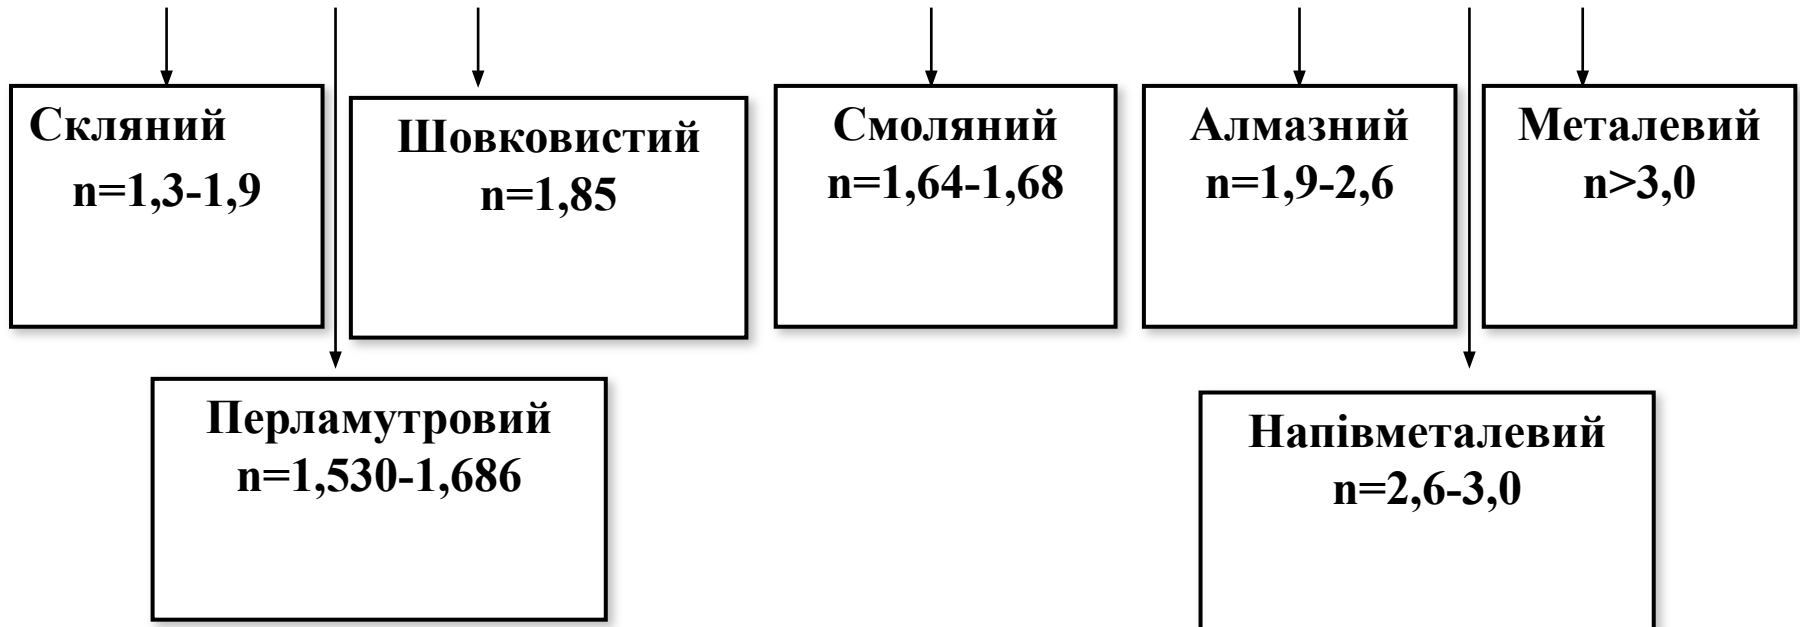 Скляний
n=1,3-1,9
Шовковистий
n=1,85
Смоляний
n=1,64-1,68
Алмазний
n=1,9-2,6
Металевий
n>3,0
Перламутровий
n=1,530-1,686
Напівметалевий
n=2,6-3,0